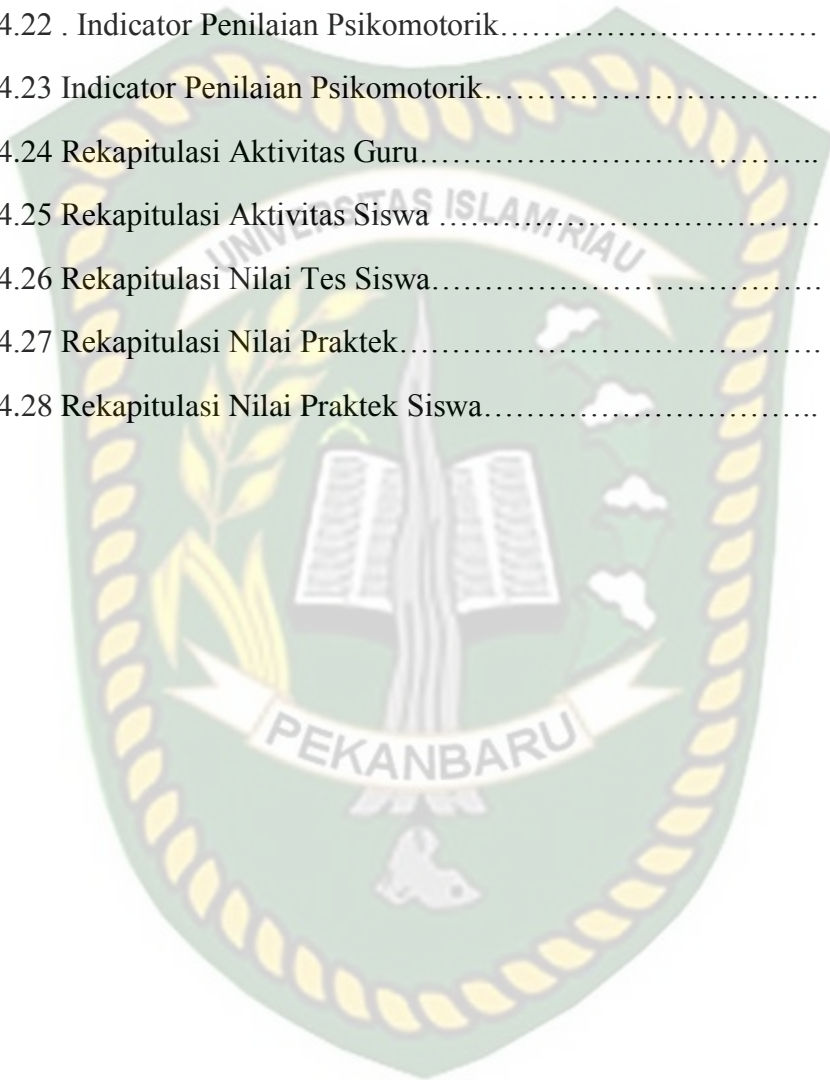 4.22 . Indicator Penilaian Psikomotorik…………………………
4.23 Indicator Penilaian Psikomotorik…………………………..
4.24 Rekapitulasi Aktivitas Guru………………………………..
4.25 Rekapitulasi Aktivitas Siswa ………………………………
4.26 Rekapitulasi Nilai Tes Siswa……………………………….
4.27 Rekapitulasi Nilai Praktek………………………………….
4.28 Rekapitulasi Nilai Praktek Siswa…………………………..
UNIVERSITAS ISLAM RIAU
PEKANBARU